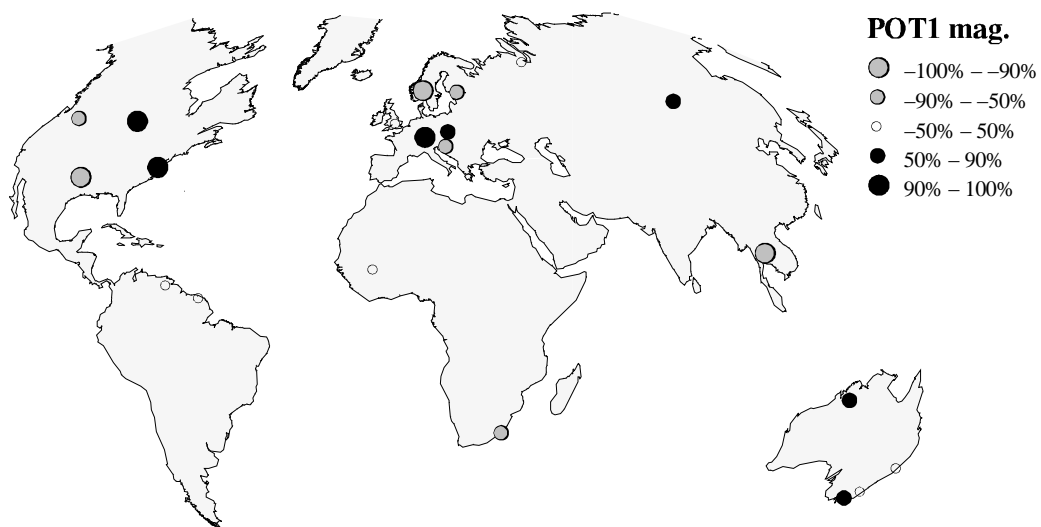 POT1 mag.
–100% – –90%
–90% – –50%
–50% – 50%
50% – 90%
90% – 100%